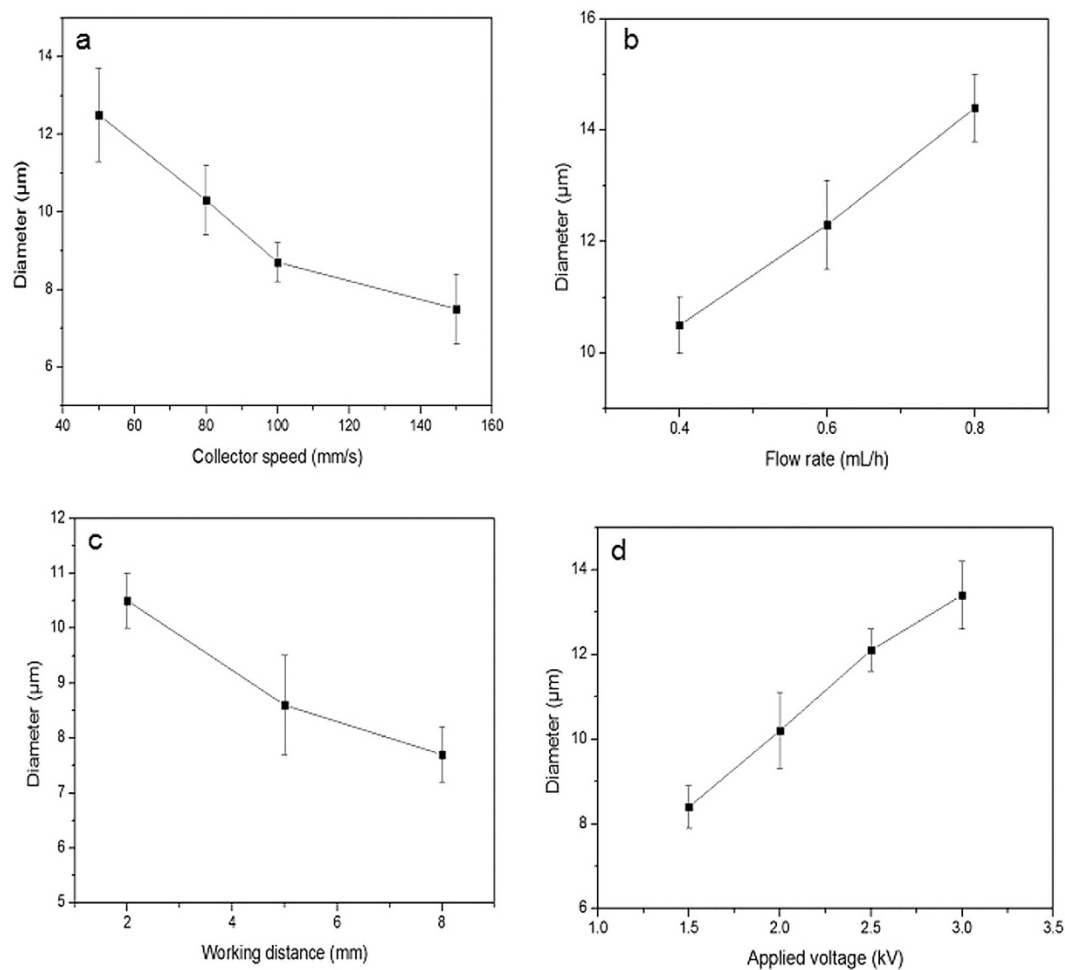 a
Diameter (µm)
14
12
10
8
6
40 60 80 100 120 140 160
Collector speed (mm/s)
b
Diameter (µm)
16
14
12
10
0.4 0.6 0.8
Flow rate (mL/h)
c
Diameter (µm)
12
11
10
9
8
7
6
5
2 4 6 8
Working distance (mm)
d
Diameter (µm)
14
12
10
8
6
1.0 1.5 2.0 2.5 3.0 3.5
Applied voltage (kV)